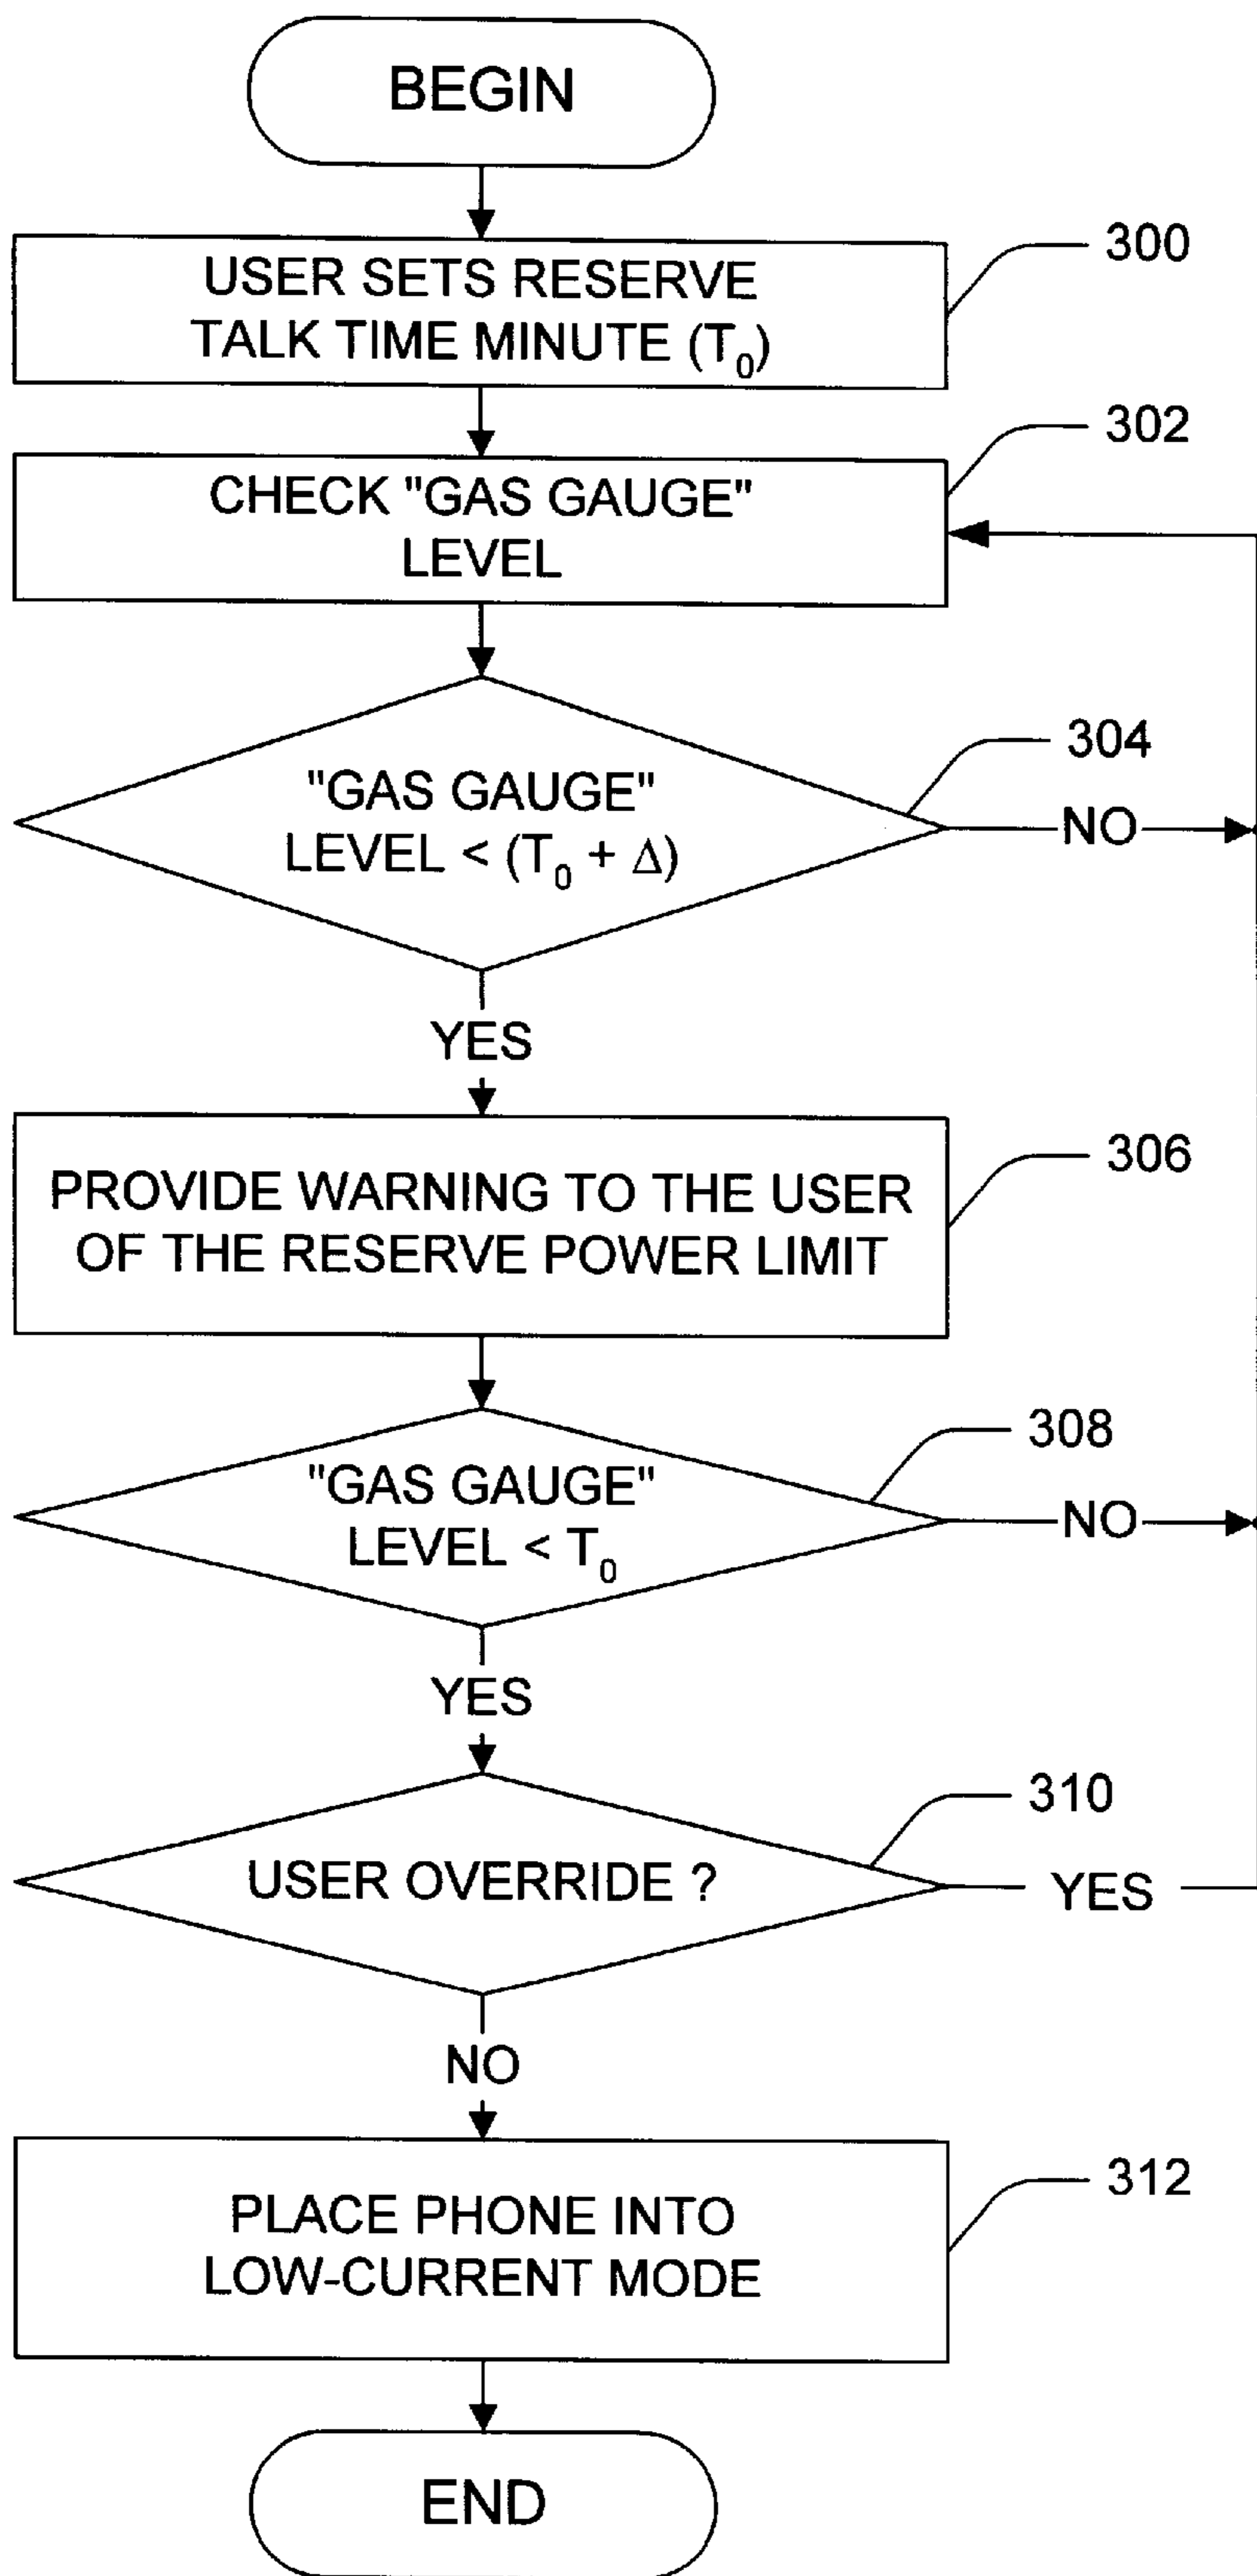 BEGIN
300
USER SETS RESERVE
TALK TIME MINUTE (T₀)
302
CHECK "GAS GAUGE"
LEVEL
304
"GAS GAUGE"
LEVEL < (T₀ + Δ)
NO
YES
306
PROVIDE WARNING TO THE USER
OF THE RESERVE POWER LIMIT
308
"GAS GAUGE"
LEVEL < T₀
NO
YES
310
USER OVERRIDE ?
YES
NO
312
PLACE PHONE INTO
LOW-CURRENT MODE
END